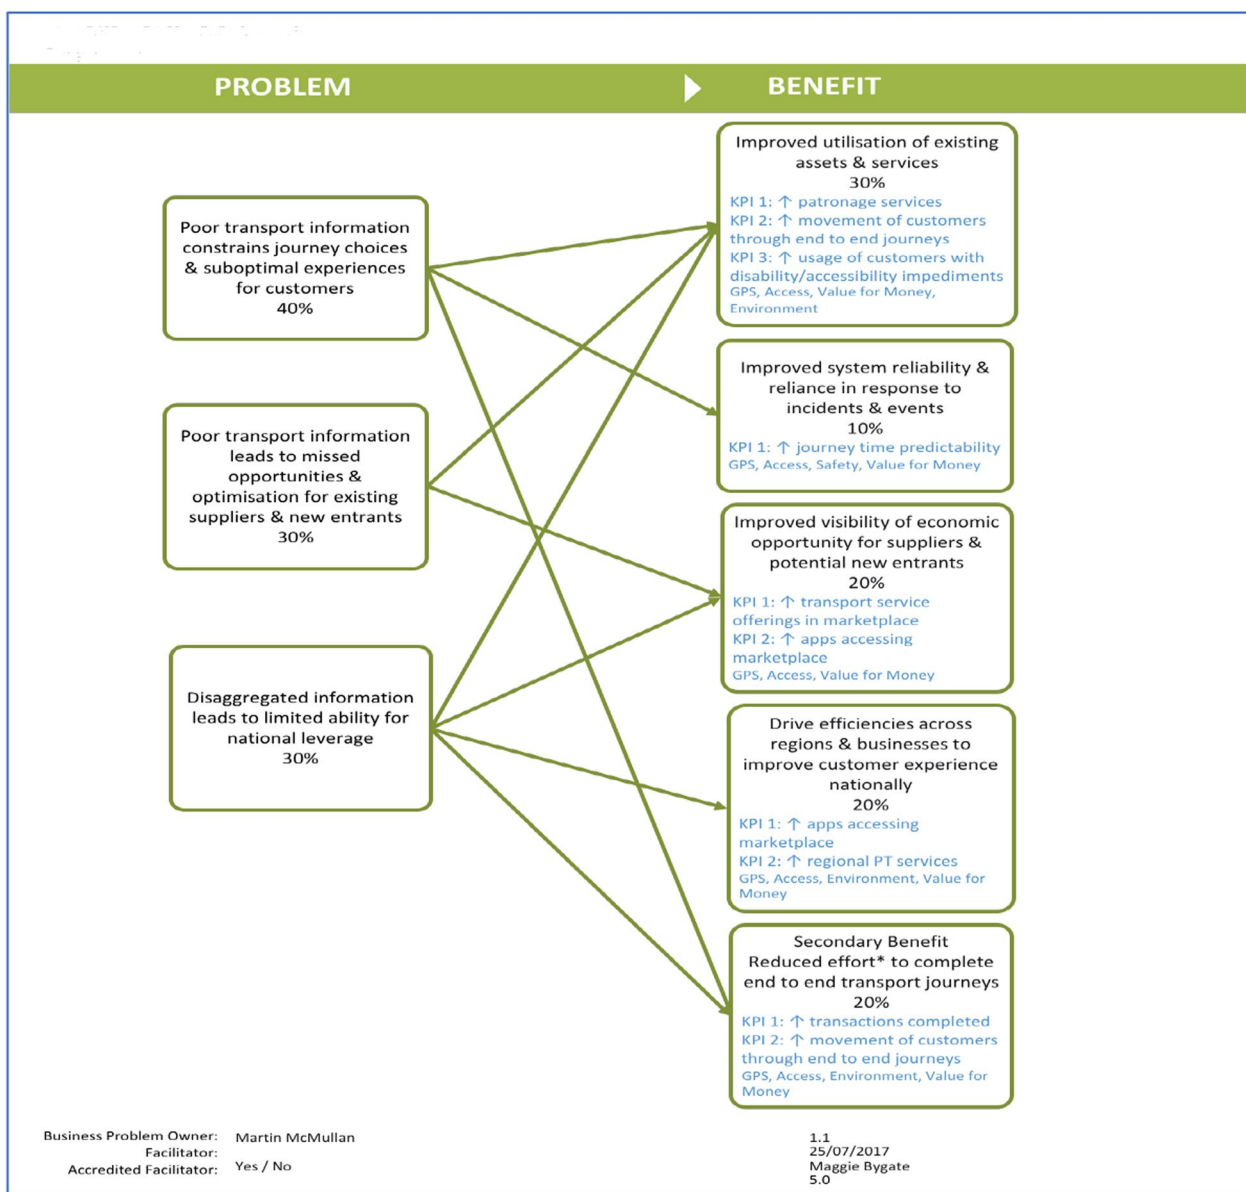 PROBLEM
BENEFIT
Poor transport information
constrains journey choices
& suboptimal experiences
for customers
40%
Poor transport information
leads to missed
opportunities &
optimisation for existing
suppliers & new entrants
30%
Disaggregated information
leads to limited ability for
national leverage
30%
Improved utilisation of existing
assets & services
30%
KPI 1: ↑ patronage services
KPI 2: ↑ movement of customers
through end to end journeys
KPI 3: ↑ usage of customers with
disability/accessibility impediments
GPS, Access, Value for Money,
Environment
Improved system reliability &
reliance in response to
incidents & events
10%
KPI 1: ↑ journey time predictability
GPS, Access, Safety, Value for Money
Improved visibility of economic
opportunity for suppliers &
potential new entrants
20%
KPI 1: ↑ transport service
offerings in marketplace
KPI 2: ↑ apps accessing
marketplace
GPS, Access, Value for Money
Drive efficiencies across
regions & businesses to
improve customer experience
nationally
20%
KPI 1: ↑ apps accessing
marketplace
KPI 2: ↑ regional PT services
GPS, Access, Environment, Value for
Money
Secondary Benefit
Reduced effort* to complete
end to end transport journeys
20%
KPI 1: ↑ transactions completed
KPI 2: ↑ movement of customers
through end to end journeys
GPS, Access, Environment, Value for
Money
Business Problem Owner: Martin McMullan
Facilitator:
Accredited Facilitator: Yes / No
1.1
25/07/2017
Maggie Bygate
5.0